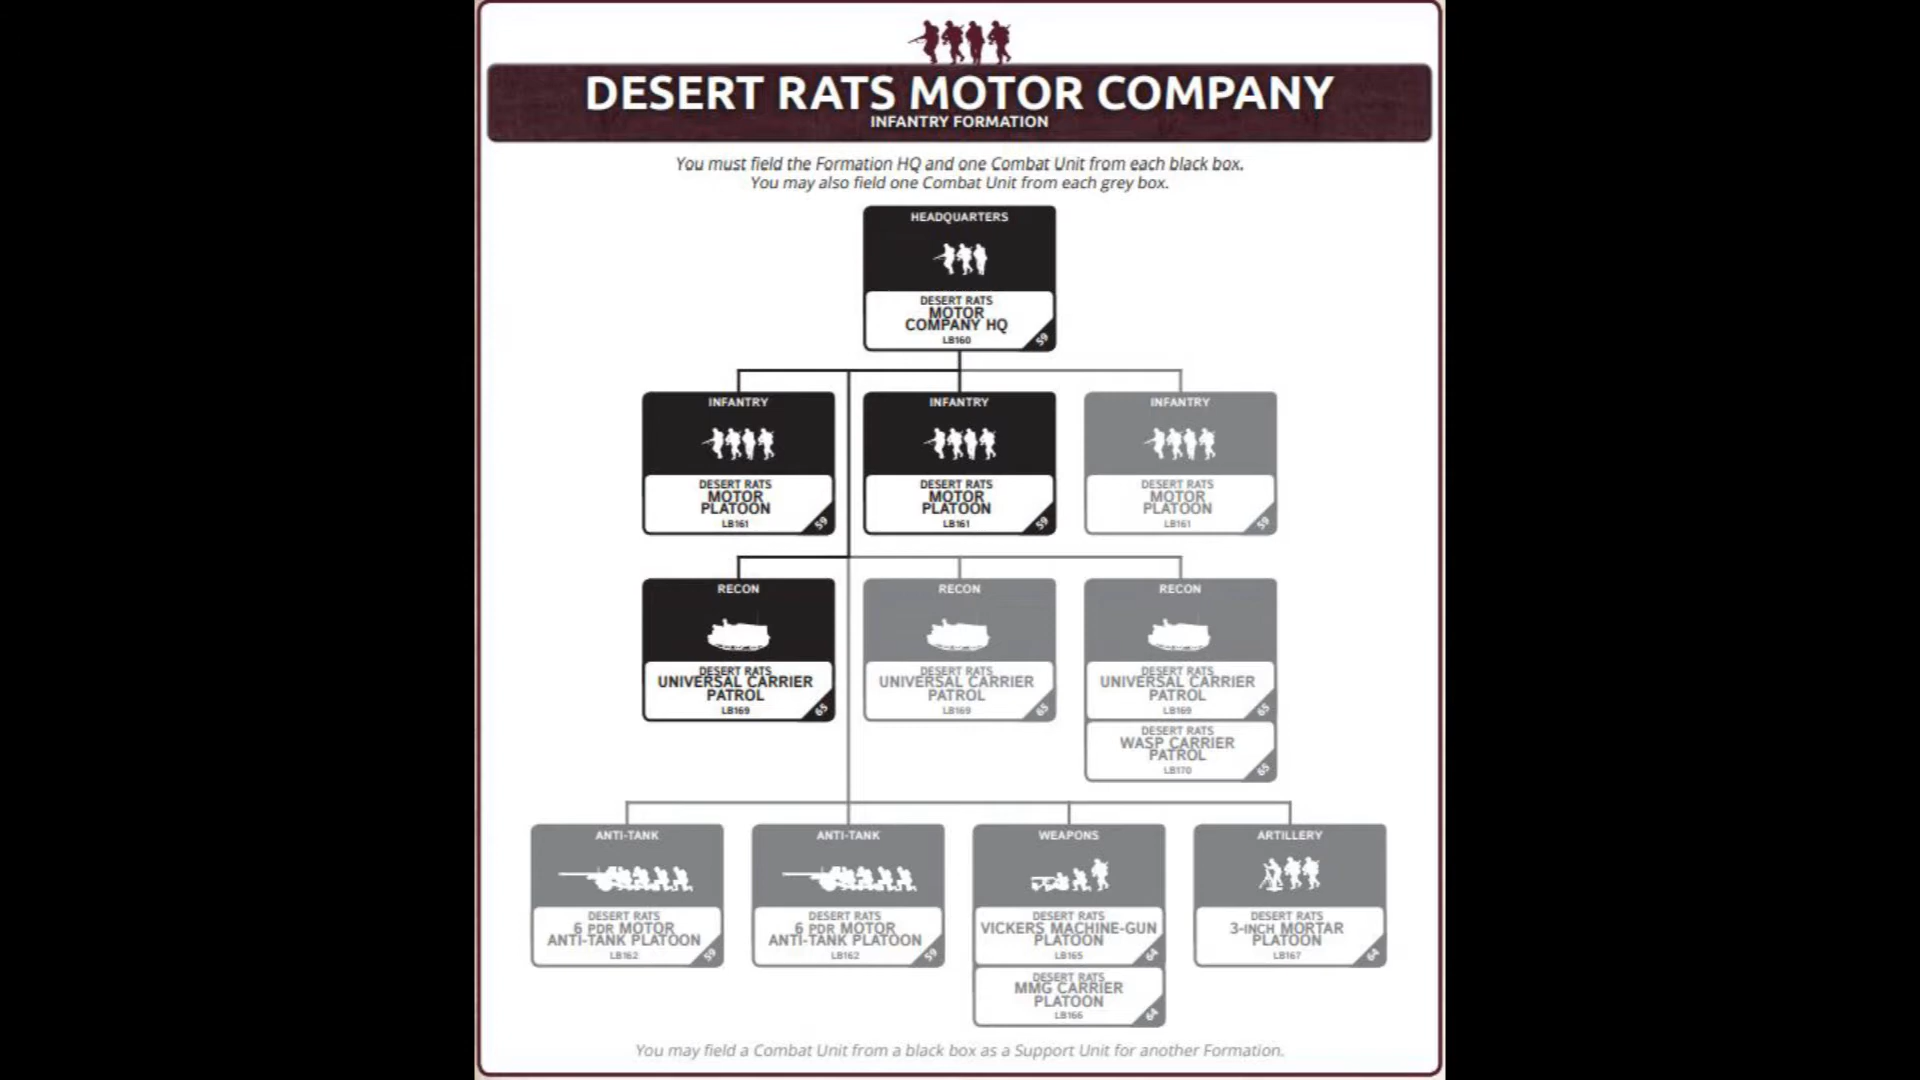 DESERT RATS MOTOR COMPANY
INFANTRY FORMATION
You must field the Formation HQ and one Combat Unit from each black box.
You may also field one Combat Unit from each grey box.
HEADQUARTERS
DESERT RATS
MOTOR
COMPANY HQ
LB160
59
INFANTRY
DESERT RATS
MOTOR
PLATOON
LB161
59
INFANTRY
DESERT RATS
MOTOR
PLATOON
LB161
59
INFANTRY
DESERT RATS
MOTOR
PLATOON
LB161
59
RECON
DESERT RATS
UNIVERSAL CARRIER
PATROL
LB169
65
RECON
DESERT RATS
UNIVERSAL CARRIER
PATROL
LB169
65
RECON
DESERT RATS
UNIVERSAL CARRIER
PATROL
LB169
65
DESERT RATS
WASP CARRIER
PATROL
LB170
65
ANTI-TANK
DESERT RATS
6 PDR MOTOR
ANTI-TANK PLATOON
LB162
59
ANTI-TANK
DESERT RATS
6 PDR MOTOR
ANTI-TANK PLATOON
LB162
59
WEAPONS
DESERT RATS
VICKERS MACHINE-GUN
PLATOON
LB165
64
DESERT RATS
MMG CARRIER
PLATOON
LB166
64
ARTILLERY
DESERT RATS
3-INCH MORTAR
PLATOON
LB167
64
You may field a Combat Unit from a black box as a Support Unit for another Formation.